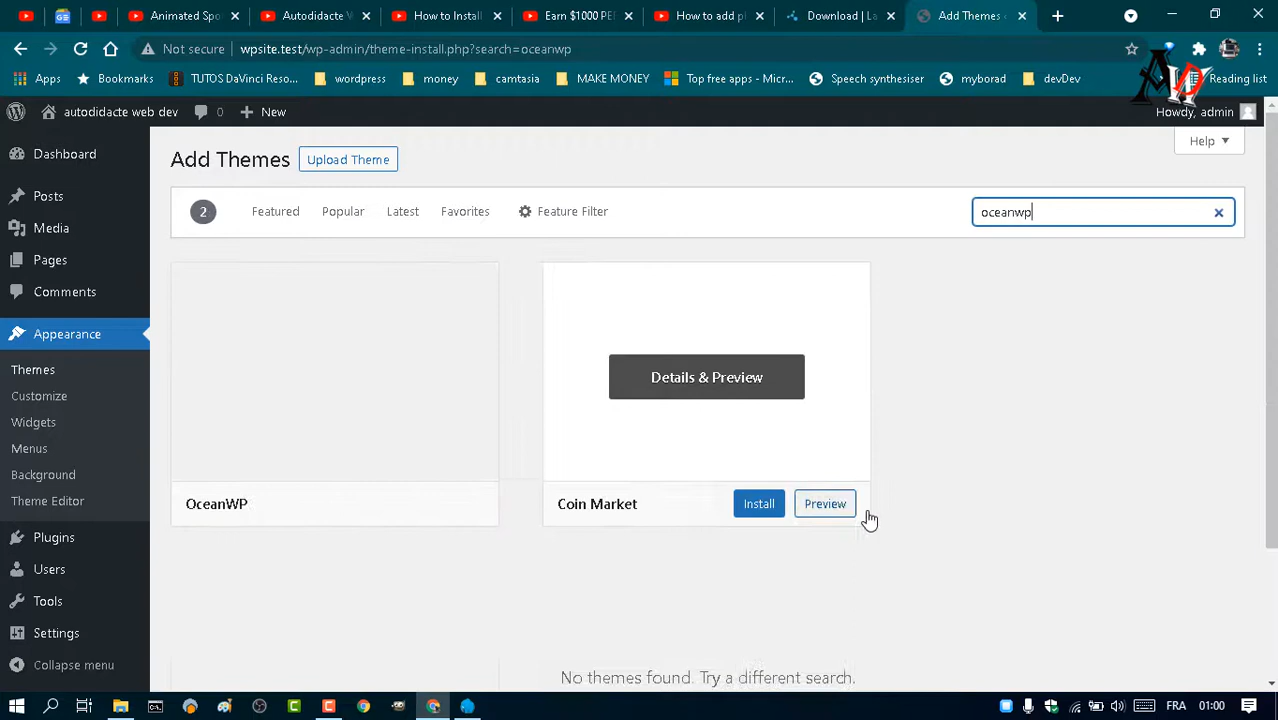 Animated Spo
Autodidacte W
How to Install
Earn $1000 PE
How to add pl
Download | La
Add Themes
Not secure
wpsite.test/wp-admin/theme-install.php?search=oceanwp
Apps
Bookmarks
TUTOS DaVinci Reso...
wordpress
money
camtasia
MAKE MONEY
Top free apps - Micr...
Speech synthesiser
myborad
devDev
Reading list
autodidacte web dev
0
New
Howdy, admin
Dashboard
Posts
Media
Pages
Comments
Appearance
Themes
Customize
Widgets
Menus
Background
Theme Editor
Plugins
Users
Tools
Settings
Collapse menu
Add Themes
Upload Theme
Help
2
Featured
Popular
Latest
Favorites
Feature Filter
oceanwp
Details & Preview
OceanWP
Coin Market
Install
Preview
No themes found. Try a different search.
FRA
01:00